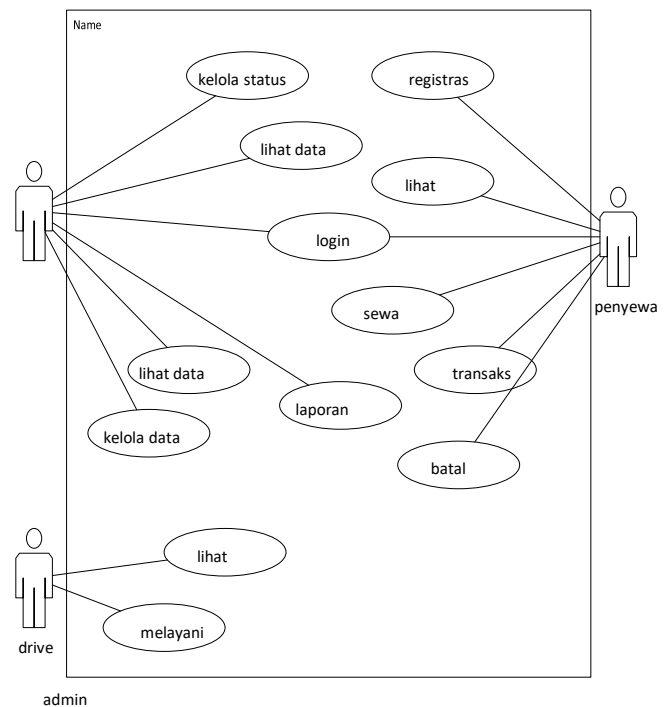 Name
kelola status
registras
lihat data
lihat
login
penyewa
sewa
lihat data
transaks
laporan
kelola data
batal
lihat
melayani
drive
admin